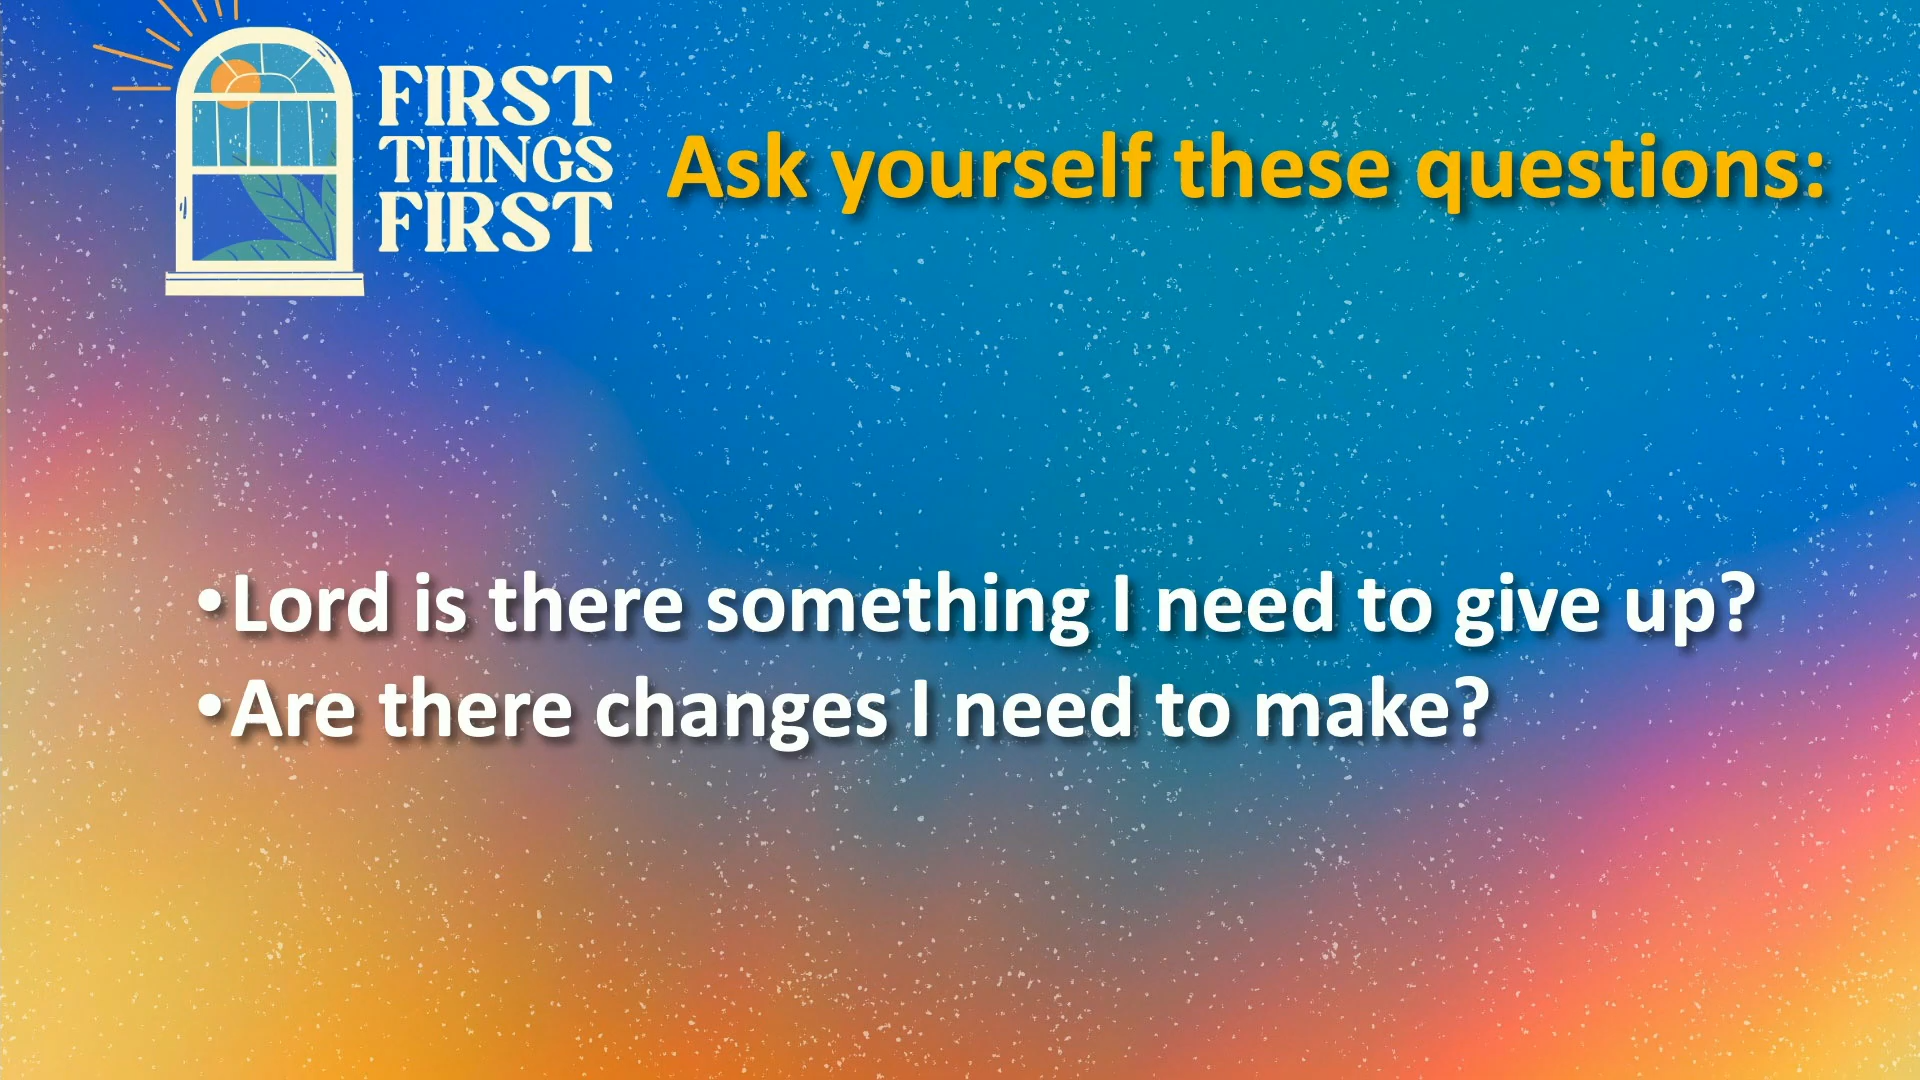 FIRST
THINGS
FIRST
Ask yourself these questions:
•Lord is there something I need to give up?
•Are there changes I need to make?